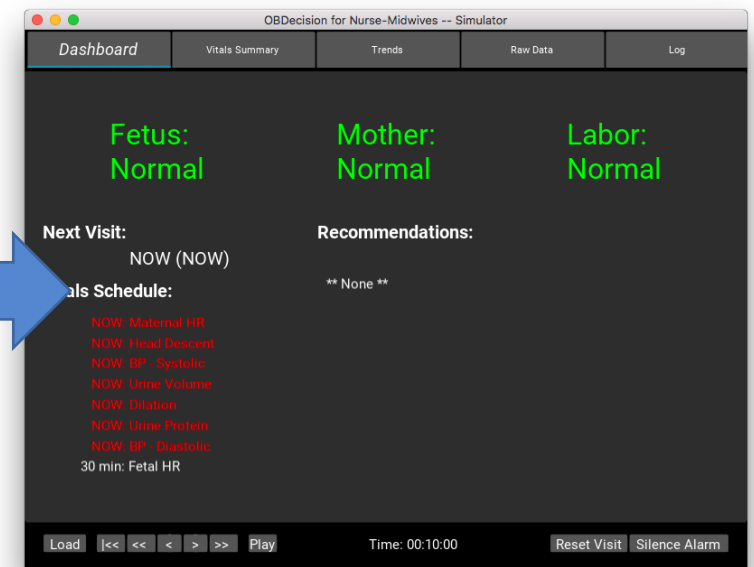 OBDecision for Nurse-Midwives -- Simulator
Dashboard Vitals Summary Trends Raw Data Log
Fetus: Mother: Labor:
Normal Normal Normal
Next Visit: Recommendations:
NOW (NOW)
** None **
als Schedule:
NOW: Maternal HR
NOW: Head Descent
NOW: BP - Systolic
NOW: Urine Volume
NOW: Dilation
NOW: Urine Protein
NOW: BP - Diastolic
30 min: Fetal HR
Load |<< << < > >> Play Time: 00:10:00 Reset Visit Silence Alarm